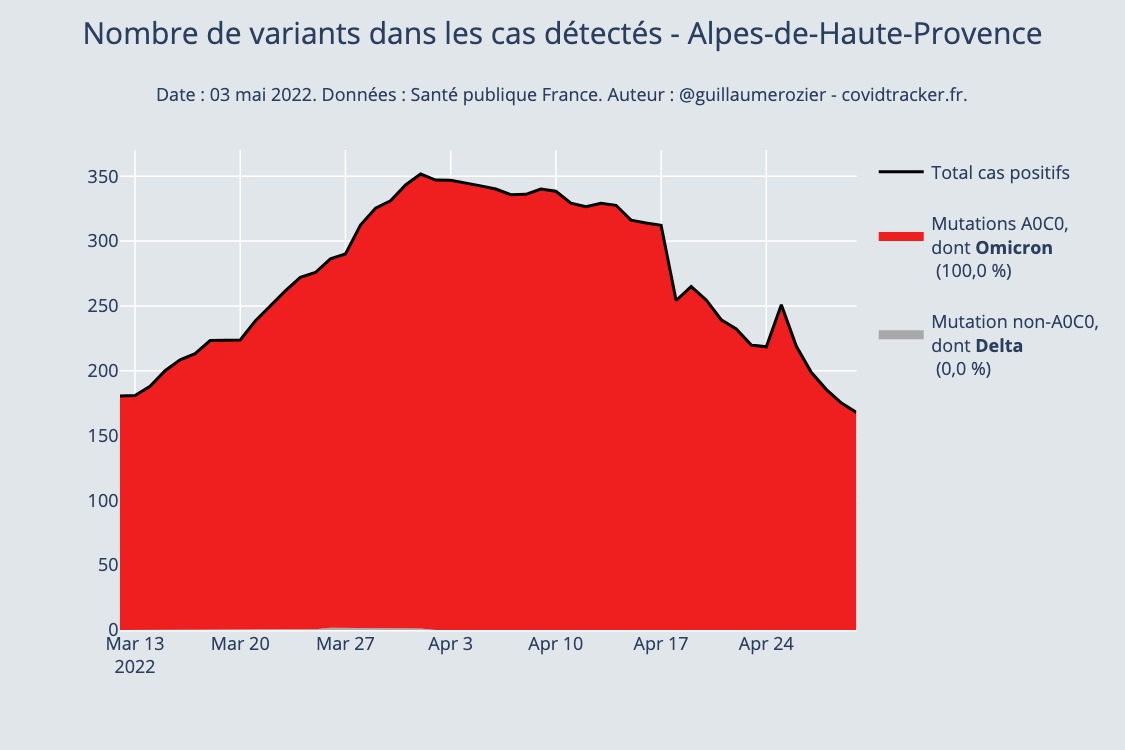 Nombre de variants dans les cas détectés - Alpes-de-Haute-Provence
Date : 03 mai 2022. Données : Santé publique France. Auteur : @guillaumerozier - covidtracker.fr.
350
300
250
200
150
100
50
0
Mar 13
2022
Mar 20
Mar 27
Apr 3
Apr 10
Apr 17
Apr 24
Total cas positifs
Mutations A0C0,
dont Omicron
(100,0 %)
Mutation non-A0C0,
dont Delta
(0,0 %)